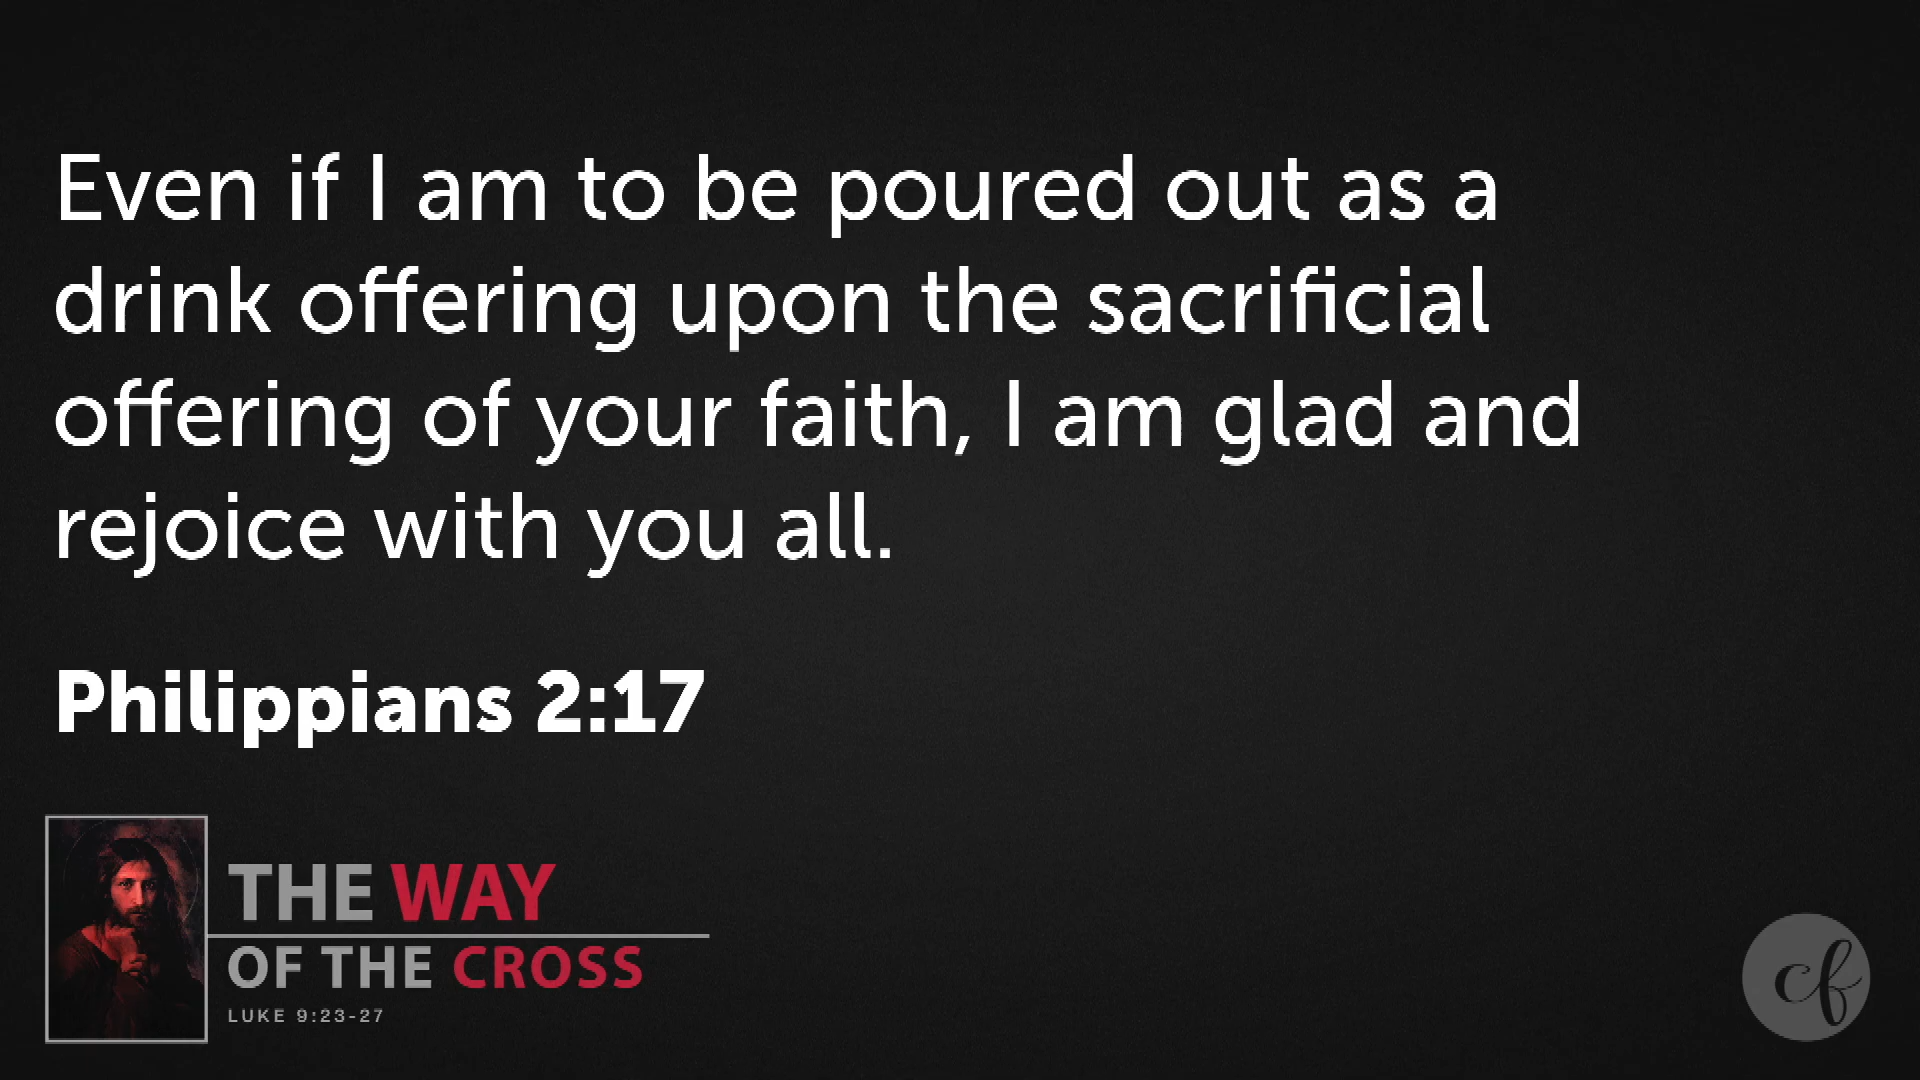 Even if I am to be poured out as a
drink offering upon the sacrificial
offering of your faith, I am glad and
rejoice with you all.
Philippians 2:17
THE WAY
OF THE CROSS
LUKE 9:23-27
cf